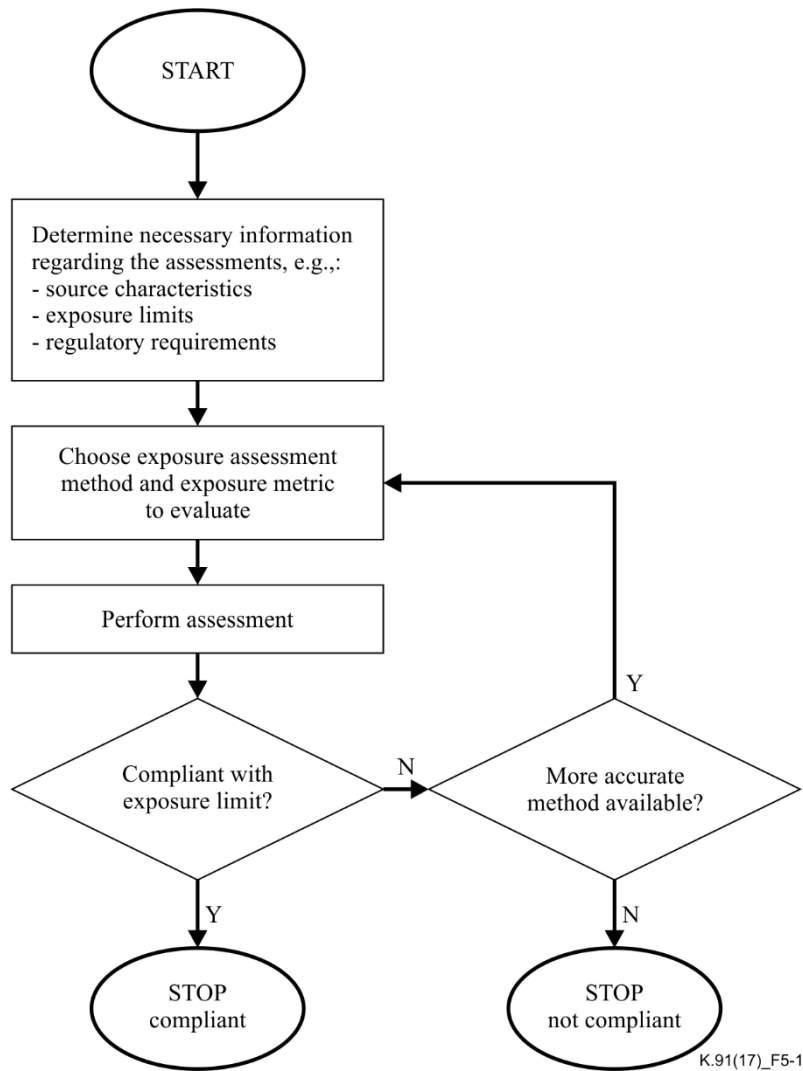 START
Determine necessary information
regarding the assessments, e.g.,:
- source characteristics
- exposure limits
- regulatory requirements
Choose exposure assessment
method and exposure metric
to evaluate
Perform assessment
Compliant with
exposure limit?
N
More accurate
method available?
Y
Y
N
STOP
compliant
STOP
not compliant
K.91(17)_F5-1